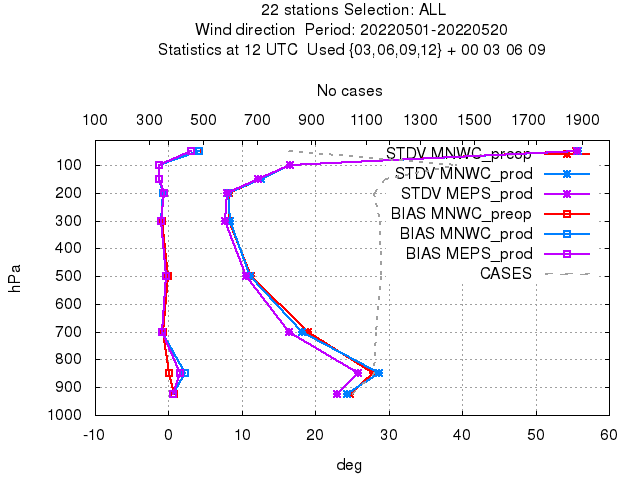 22 stations Selection: ALL
Wind direction Period: 20220501-20220520
Statistics at 12 UTC Used {03,06,09,12} + 00 03 06 09
No cases
100 350 500 700 900 1100 1300 1500 1700 1900
STDV MNWC_preop
100
STDV MNWC_prod
200
STDV MEPS_prod
BIAS MNWC_preop
300
BIAS MNWC_prod
400
BIAS MEPS_prod
CASES
500
hPa
600
700
800
900
1000
-10 0 10 20 30 40 50 60
deg